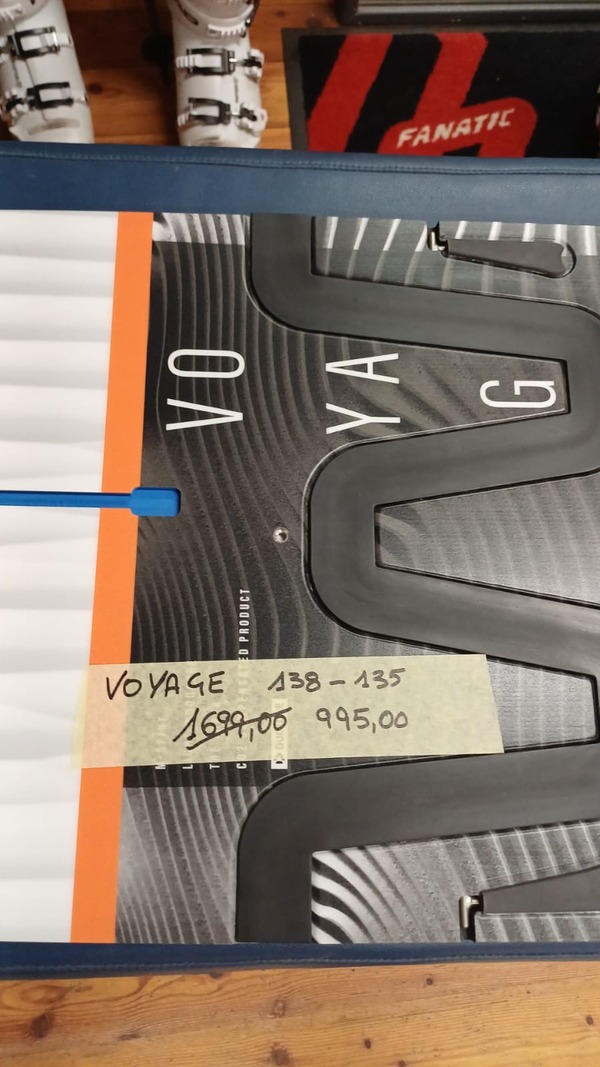 FANATIC
VO
YA
G
VOYAGE 138-135
1699,00 995,00